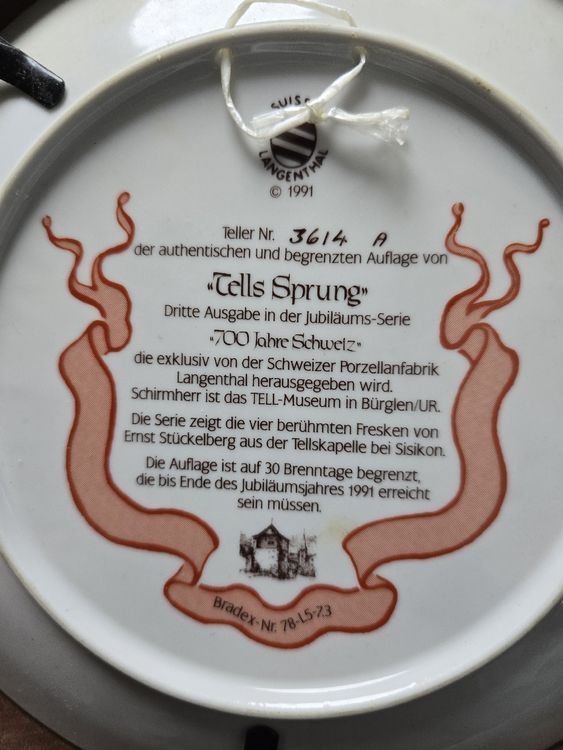 SUISSE
LANGENTHAL
© 1991
Teller Nr. 3614 A
der authentischen und begrenzten Auflage von
"Tells Sprung"
Dritte Ausgabe in der Jubiläums-Serie
"700 Jahre Schweiz"
die exklusiv von der Schweizer Porzellanfabrik
Langenthal herausgegeben wird.
Schirmherr ist das TELL-Museum in Bürglen/UR.
Die Serie zeigt die vier berühmten Fresken von
Ernst Stückelberg aus der Tellskapelle bei Sisikon.
Die Auflage ist auf 30 Brenntage begrenzt,
die bis Ende des Jubiläumsjahres 1991 erreicht
sein müssen.
Bradex-Nr. 78-L5-7.3